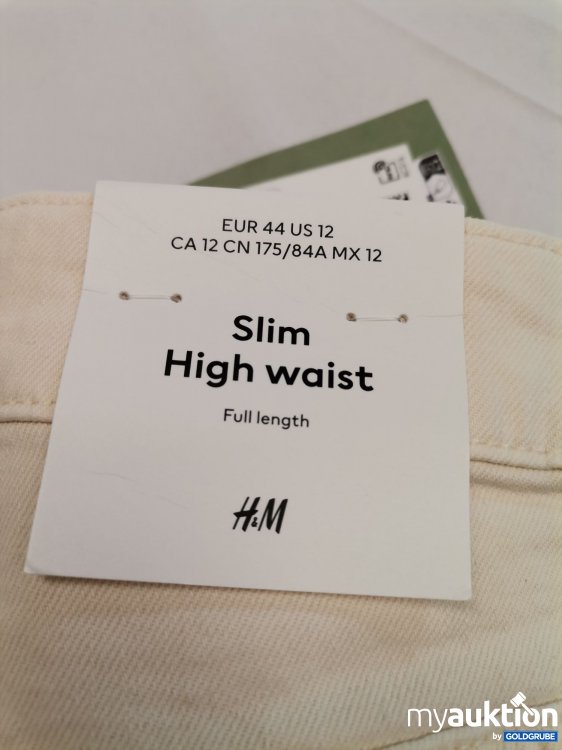 EUR 44 US 12
CA 12 CN 175/84A MX 12
Slim
High waist
Full length
H&M
myauktion
by GOLDGRUBE